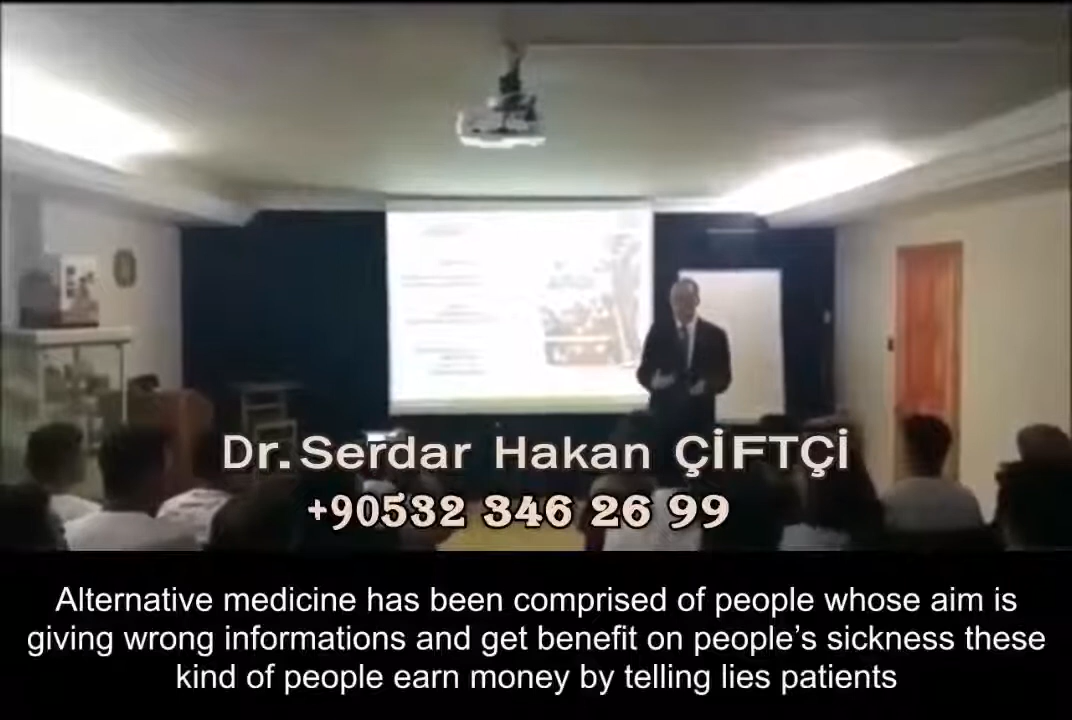 Dr. Serdar Hakan ÇİFTÇİ
+90532 346 26 99
Alternative medicine has been comprised of people whose aim is
giving wrong informations and get benefit on people's sickness these
kind of people earn money by telling lies patients